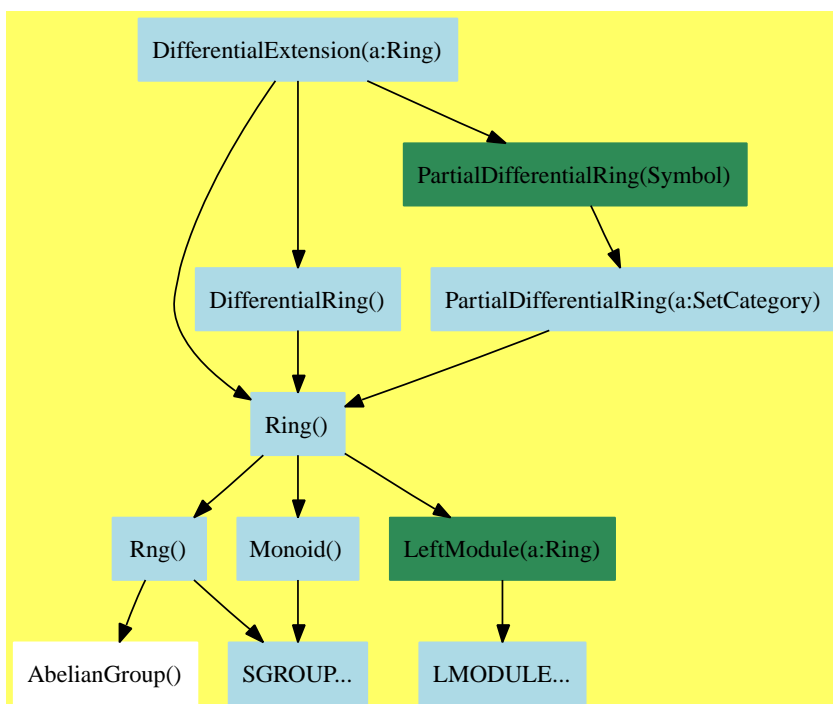 DifferentialExtension(a:Ring)
PartialDifferentialRing(Symbol)
DifferentialRing()
PartialDifferentialRing(a:SetCategory)
Ring()
Rng()
Monoid()
LeftModule(a:Ring)
AbelianGroup()
SGROUP...
LMODULE...